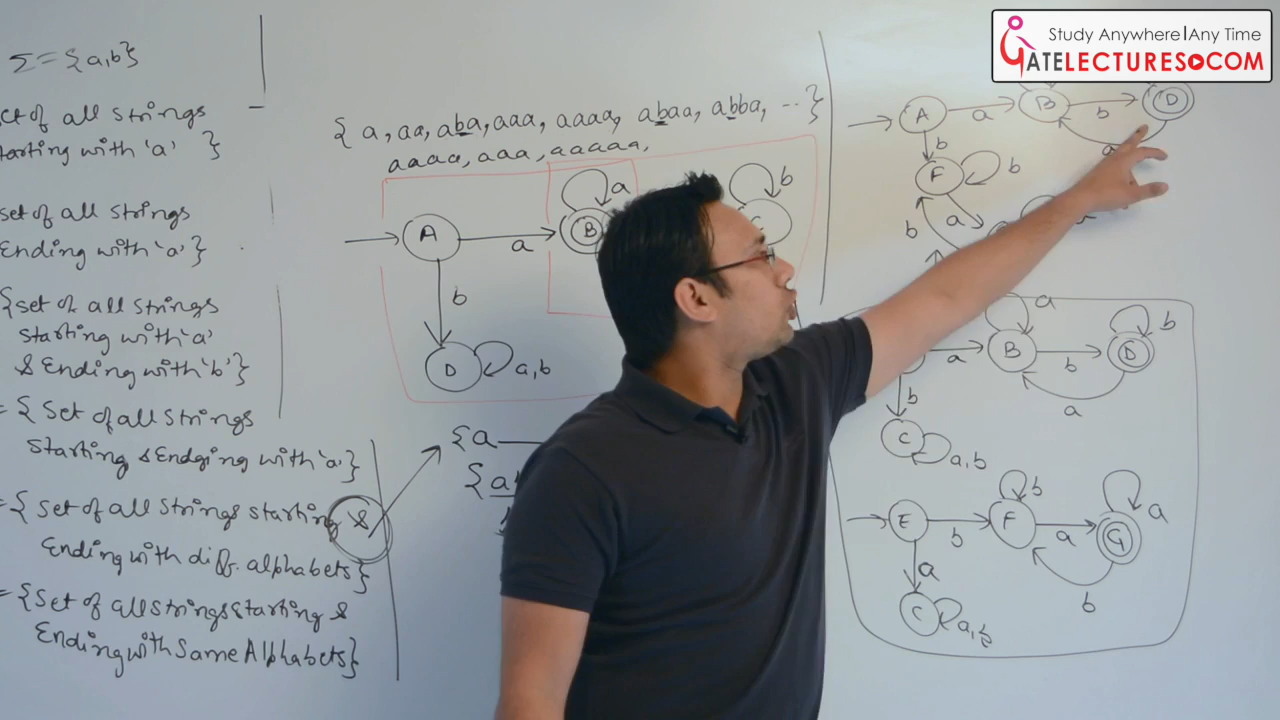 Study Anywhere|Any Time
GATELECTURES.COM
Σ = {a,b}
set of all strings
starting with 'a' }
set of all strings
Ending with 'a' }
{set of all strings
starting with 'a'
& Ending with 'b'}
= { Set of all strings
starting & Endging with 'a'}
= { Set of all strings starting &
Ending with diff. alphabets}
= {Set of all strings starting &
Ending with Same Alphabets}
{ a, aa, aba, aaa, aaaa, abaa, abba, ... }
aaaa, aaa, aaaaa,
A
a
B
a
b
b
D
a,b
{a
{a
A
a
B
b
D
a
b
F
b
a
b
a
a
B
b
D
b
a
b
C
a,b
E
b
F
b
a
G
a
b
a
C
a,b